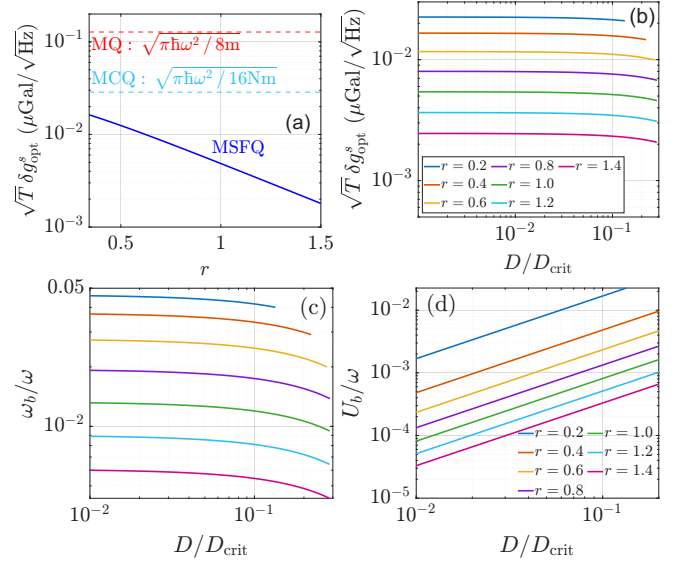 √T δg^s_opt (μGal/√Hz)
10^-1
10^-2
10^-3
MQ : √πħω²/8m
MCQ : √πħω²/16Nm
(a)
MSFQ
0.5 1 1.5
r
(b)
√T δg^s_opt (μGal/√Hz)
10^-2
10^-3
r = 0.2 r = 0.8 r = 1.4
r = 0.4 r = 1.0
r = 0.6 r = 1.2
10^-2 10^-1
D/D_crit
(c)
ω_b/ω
0.05
10^-2
10^-2 10^-1
D/D_crit
(d)
U_b/ω
10^-2
10^-3
10^-4
10^-5
r = 0.2 r = 1.0
r = 0.4 r = 1.2
r = 0.6 r = 1.4
r = 0.8
10^-2 10^-1
D/D_crit